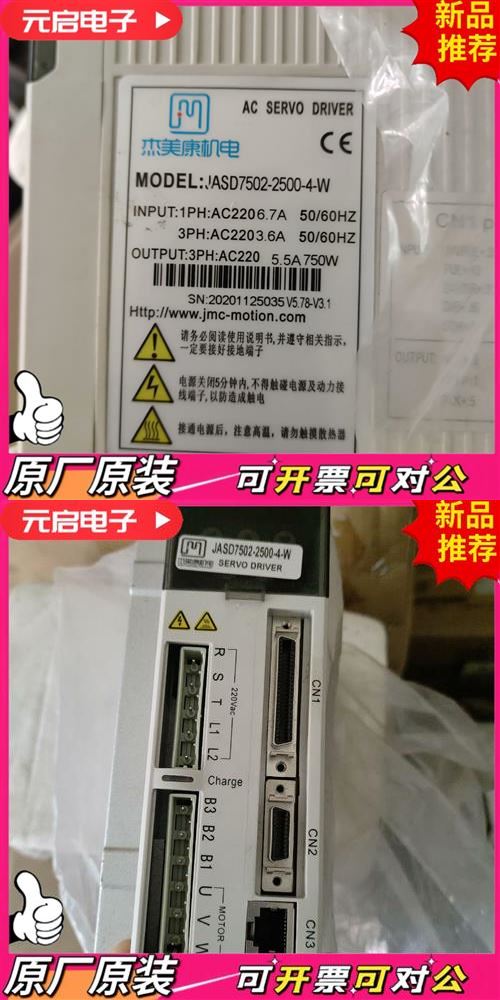 元启电子
新品
推荐
JM
杰美康机电
AC SERVO DRIVER
CE
MODEL:JASD7502-2500-4-W
INPUT:1PH:AC220 6.7A 50/60HZ
3PH:AC220 3.6A 50/60HZ
OUTPUT:3PH:AC220 5.5A 750W
SN:20201125035 V5.78-V3.1
Http://www.jmc-motion.com
请务必阅读使用说明书,并遵守相关指示,
一定要接好接地端子
电源关闭5分钟内,不得触碰电源及动力接
线端子,以防造成触电
接通电源后,注意高温,请勿触摸散热器
CN1 P
OUTPUT:
原厂原装
可开票可对公
元启电子
新品
推荐
JM
JASD7502-2500-4-W
SERVO DRIVER
R
S
T
L1
L2
220Vac
Charge
B3
B2
B1
U
V
W
MOTOR
CN1
CN2
CN3
原厂原装
可开票可对公